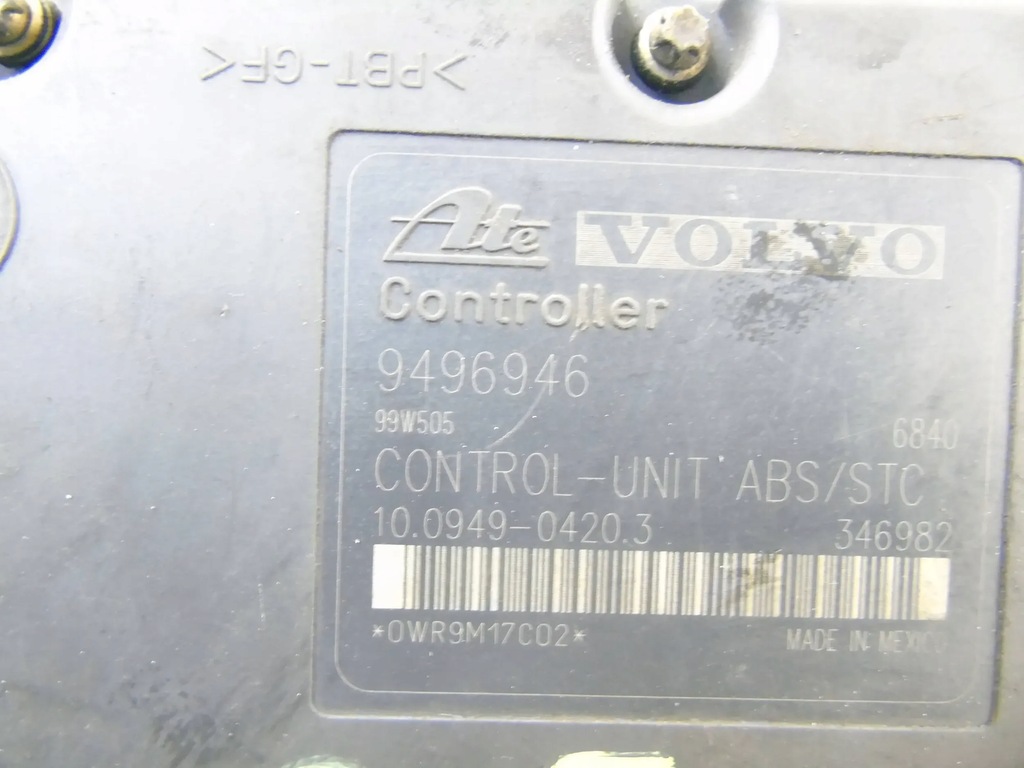 >PBT-GF<
Ate VOLVO
Controller
9496946
99W505 6840
CONTROL-UNIT ABS/STC
10.0949-0420.3 346982
*0WR9M17C02* MADE IN MEXICO